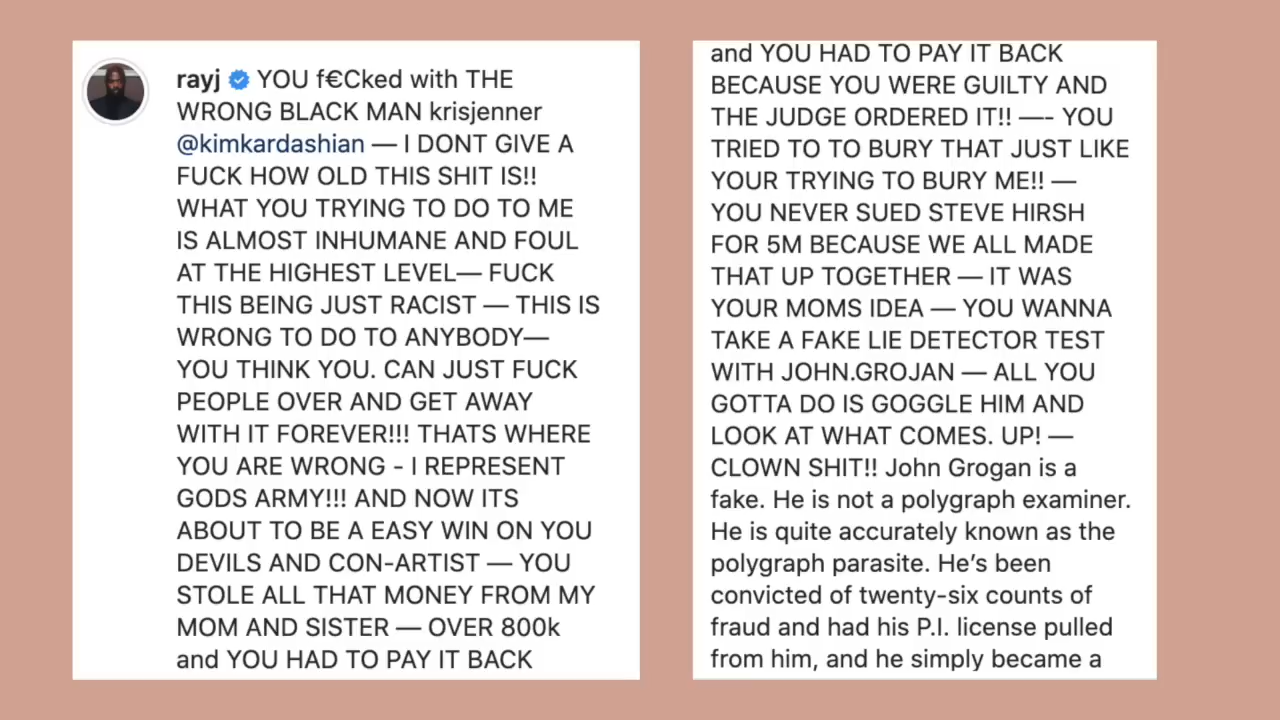 rayj YOU f€Cked with THE
WRONG BLACK MAN krisjenner
@kimkardashian — I DONT GIVE A
FUCK HOW OLD THIS SHIT IS!!
WHAT YOU TRYING TO DO TO ME
IS ALMOST INHUMANE AND FOUL
AT THE HIGHEST LEVEL— FUCK
THIS BEING JUST RACIST — THIS IS
WRONG TO DO TO ANYBODY—
YOU THINK YOU. CAN JUST FUCK
PEOPLE OVER AND GET AWAY
WITH IT FOREVER!!! THATS WHERE
YOU ARE WRONG - I REPRESENT
GODS ARMY!!! AND NOW ITS
ABOUT TO BE A EASY WIN ON YOU
DEVILS AND CON-ARTIST — YOU
STOLE ALL THAT MONEY FROM MY
MOM AND SISTER — OVER 800k
and YOU HAD TO PAY IT BACK
and YOU HAD TO PAY IT BACK
BECAUSE YOU WERE GUILTY AND
THE JUDGE ORDERED IT!! —- YOU
TRIED TO TO BURY THAT JUST LIKE
YOUR TRYING TO BURY ME!! —
YOU NEVER SUED STEVE HIRSH
FOR 5M BECAUSE WE ALL MADE
THAT UP TOGETHER — IT WAS
YOUR MOMS IDEA — YOU WANNA
TAKE A FAKE LIE DETECTOR TEST
WITH JOHN.GROJAN — ALL YOU
GOTTA DO IS GOGGLE HIM AND
LOOK AT WHAT COMES. UP! —
CLOWN SHIT!! John Grogan is a
fake. He is not a polygraph examiner.
He is quite accurately known as the
polygraph parasite. He’s been
convicted of twenty-six counts of
fraud and had his P.I. license pulled
from him, and he simply became a